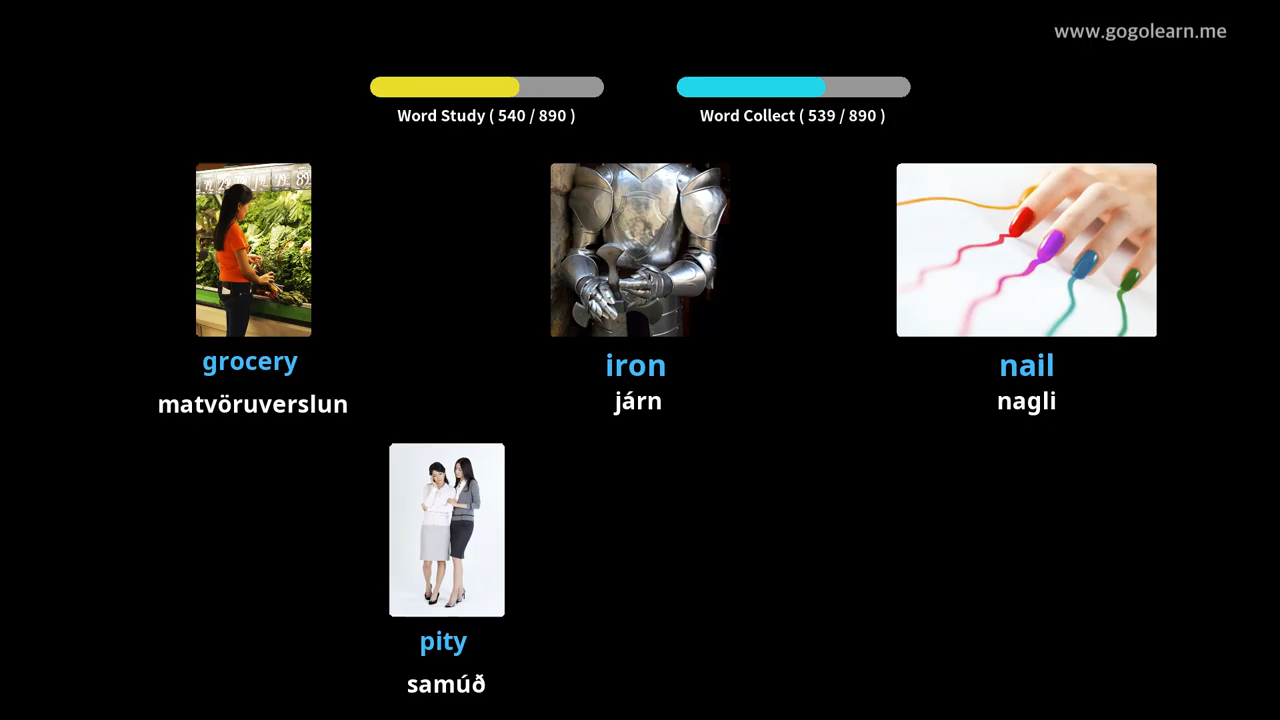 www.gogolearn.me
Word Study ( 540 / 890 )
Word Collect ( 539 / 890 )
grocery
matvöruverslun
iron
járn
nail
nagli
pity
samúð